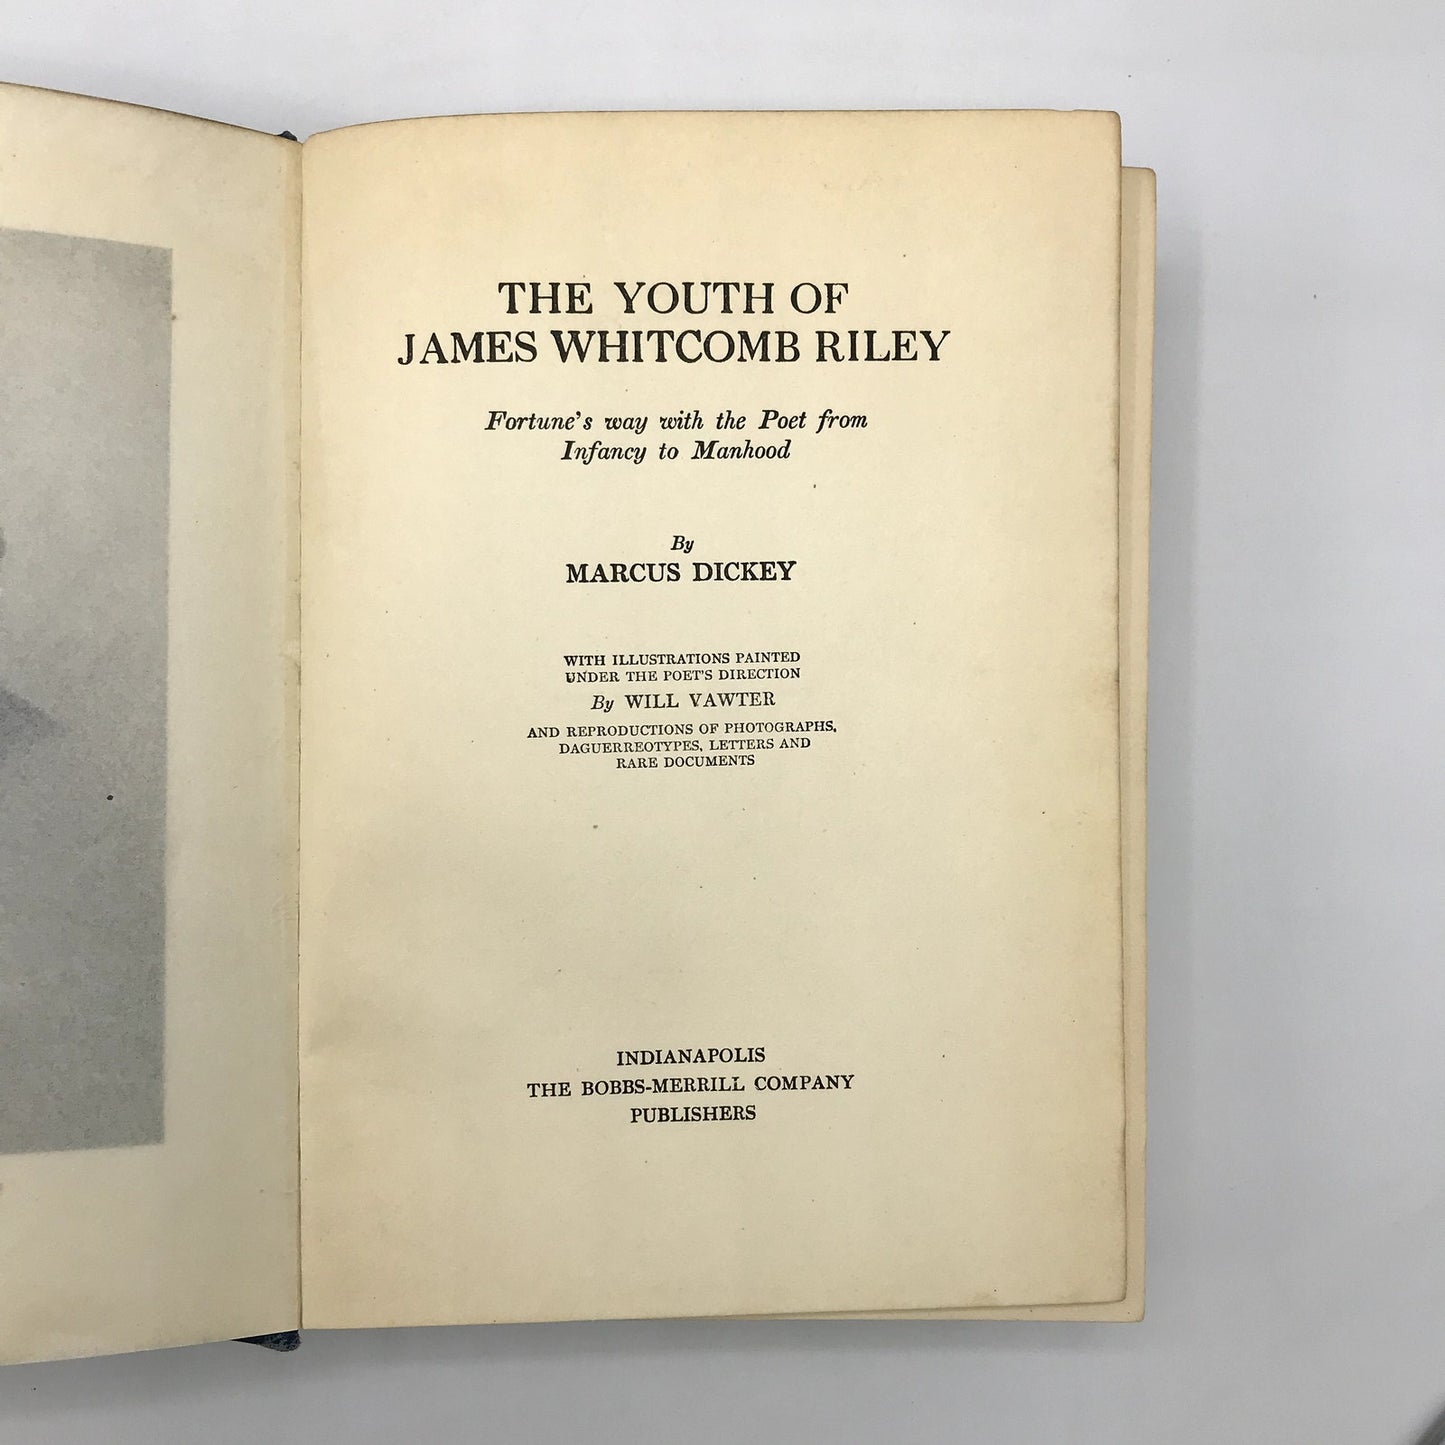 THE YOUTH OF
JAMES WHITCOMB RILEY
Fortune's way with the Poet from
Infancy to Manhood
By
MARCUS DICKEY
WITH ILLUSTRATIONS PAINTED
UNDER THE POET'S DIRECTION
By WILL VAWTER
AND REPRODUCTIONS OF PHOTOGRAPHS,
DAGUERREOTYPES, LETTERS AND
RARE DOCUMENTS
INDIANAPOLIS
THE BOBBS-MERRILL COMPANY
PUBLISHERS